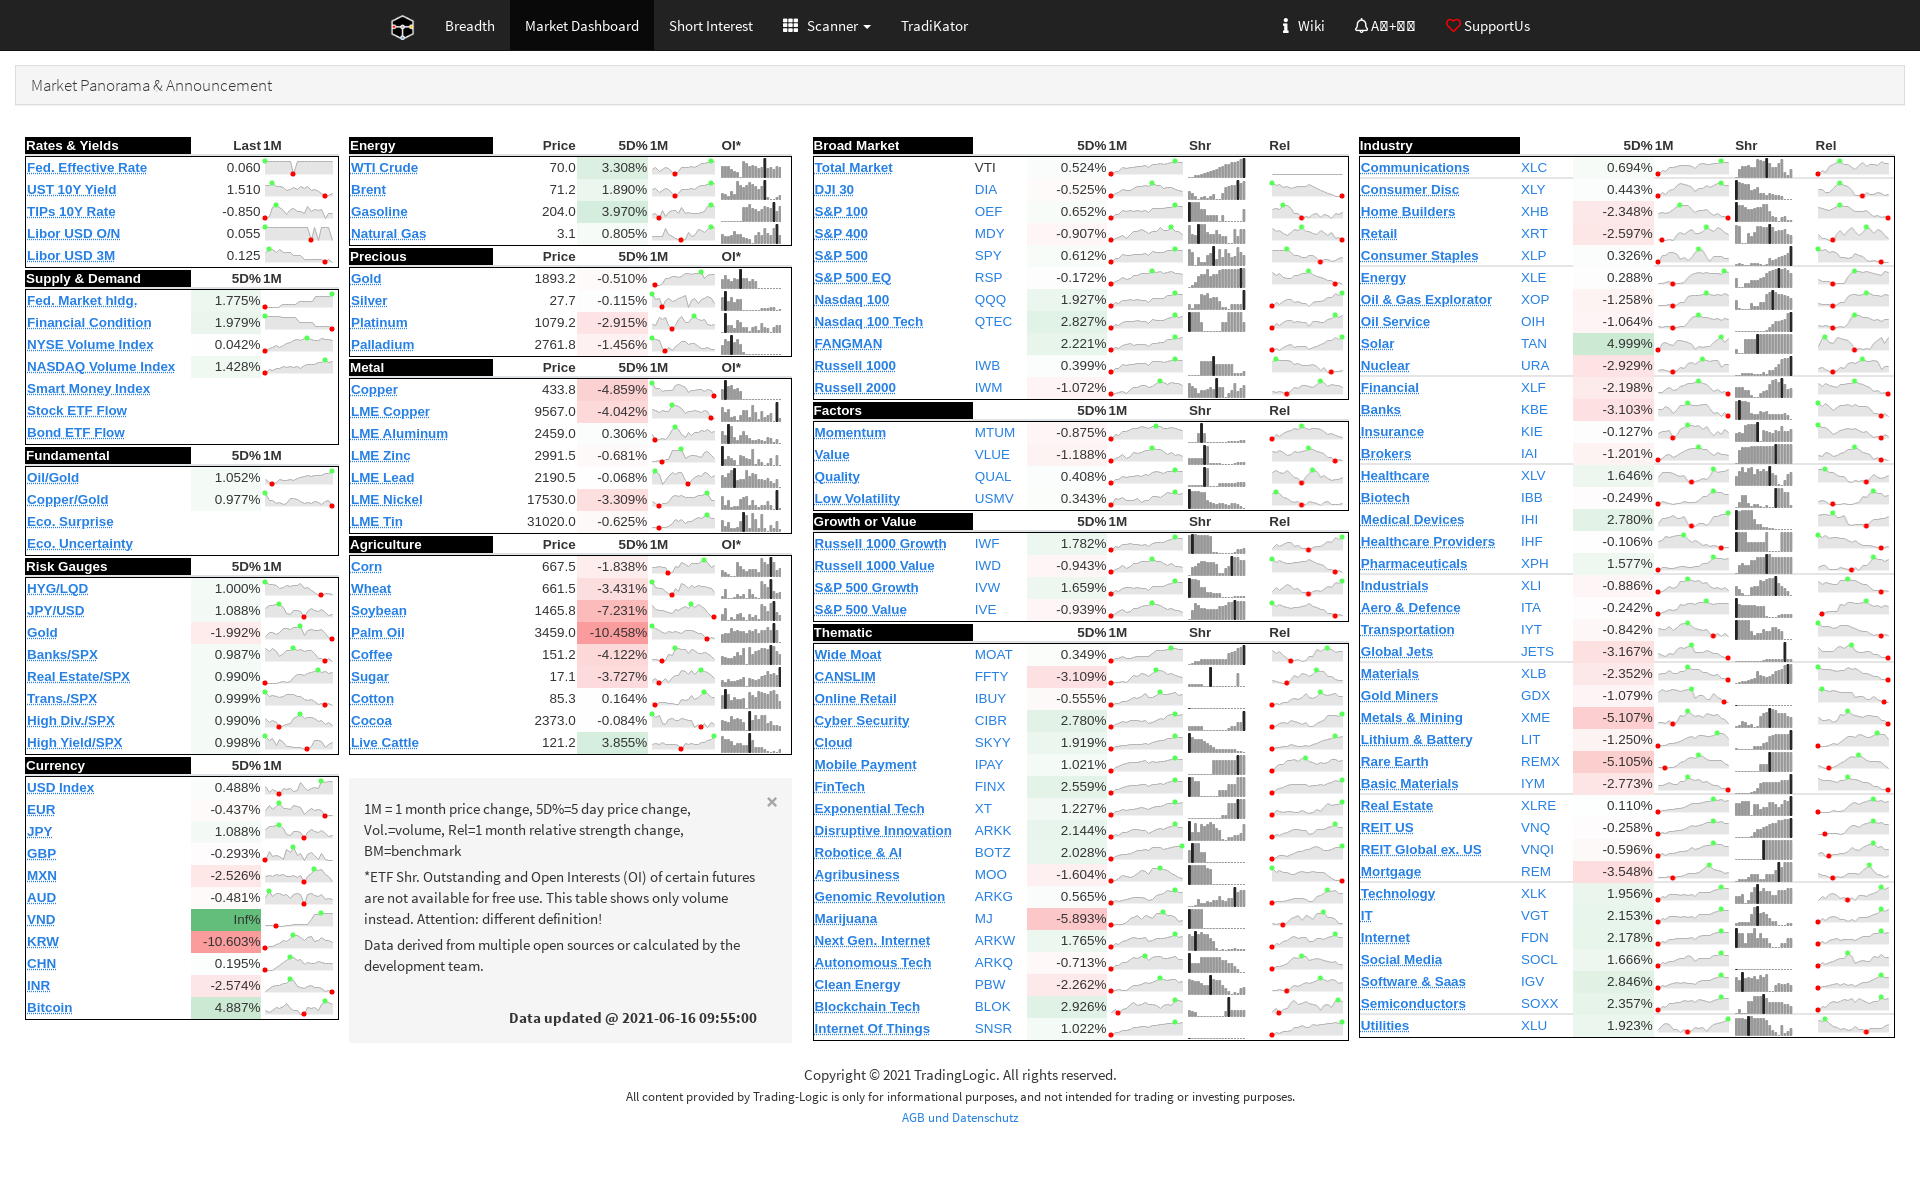 Breadth Market Dashboard Short Interest Scanner TradiKator Wiki SupportUs
Market Panorama & Announcement
Rates & Yields Last 1M
Fed. Effective Rate 0.060
UST 10Y Yield 1.510
TIPs 10Y Rate -0.850
Libor USD O/N 0.055
Libor USD 3M 0.125
Supply & Demand 5D% 1M
Fed. Market hldg. 1.775%
Financial Condition 1.979%
NYSE Volume Index 0.042%
NASDAQ Volume Index 1.428%
Smart Money Index
Stock ETF Flow
Bond ETF Flow
Fundamental 5D% 1M
Oil/Gold 1.052%
Copper/Gold 0.977%
Eco. Surprise
Eco. Uncertainty
Risk Gauges 5D% 1M
HYG/LQD 1.000%
JPY/USD 1.088%
Gold -1.992%
Banks/SPX 0.987%
Real Estate/SPX 0.990%
Trans./SPX 0.999%
High Div./SPX 0.990%
High Yield/SPX 0.998%
Currency 5D% 1M
USD Index 0.488%
EUR -0.437%
JPY 1.088%
GBP -0.293%
MXN -2.526%
AUD -0.481%
VND Inf%
KRW -10.603%
CHN 0.195%
INR -2.574%
Bitcoin 4.887%
Energy Price 5D% 1M OI*
WTI Crude 70.0 3.308%
Brent 71.2 1.890%
Gasoline 204.0 3.970%
Natural Gas 3.1 0.805%
Precious Price 5D% 1M OI*
Gold 1893.2 -0.510%
Silver 27.7 -0.115%
Platinum 1079.2 -2.915%
Palladium 2761.8 -1.456%
Metal Price 5D% 1M OI*
Copper 433.8 -4.859%
LME Copper 9567.0 -4.042%
LME Aluminum 2459.0 0.306%
LME Zinc 2991.5 -0.681%
LME Lead 2190.5 -0.068%
LME Nickel 17530.0 -3.309%
LME Tin 31020.0 -0.625%
Agriculture Price 5D% 1M OI*
Corn 667.5 -1.838%
Wheat 661.5 -3.431%
Soybean 1465.8 -7.231%
Palm Oil 3459.0 -10.458%
Coffee 151.2 -4.122%
Sugar 17.1 -3.727%
Cotton 85.3 0.164%
Cocoa 2373.0 -0.084%
Live Cattle 121.2 3.855%
×
1M = 1 month price change, 5D%=5 day price change,
Vol.=volume, Rel=1 month relative strength change,
BM=benchmark
*ETF Shr. Outstanding and Open Interests (OI) of certain futures
are not available for free use. This table shows only volume
instead. Attention: different definition!
Data derived from multiple open sources or calculated by the
development team.
Data updated @ 2021-06-16 09:55:00
Broad Market 5D% 1M Shr Rel
Total Market VTI 0.524%
DJI 30 DIA -0.525%
S&P 100 OEF 0.652%
S&P 400 MDY -0.907%
S&P 500 SPY 0.612%
S&P 500 EQ RSP -0.172%
Nasdaq 100 QQQ 1.927%
Nasdaq 100 Tech QTEC 2.827%
FANGMAN 2.221%
Russell 1000 IWB 0.399%
Russell 2000 IWM -1.072%
Factors 5D% 1M Shr Rel
Momentum MTUM -0.875%
Value VLUE -1.188%
Quality QUAL 0.408%
Low Volatility USMV 0.343%
Growth or Value 5D% 1M Shr Rel
Russell 1000 Growth IWF 1.782%
Russell 1000 Value IWD -0.943%
S&P 500 Growth IVW 1.659%
S&P 500 Value IVE -0.939%
Thematic 5D% 1M Shr Rel
Wide Moat MOAT 0.349%
CANSLIM FFTY -3.109%
Online Retail IBUY -0.555%
Cyber Security CIBR 2.780%
Cloud SKYY 1.919%
Mobile Payment IPAY 1.021%
FinTech FINX 2.559%
Exponential Tech XT 1.227%
Disruptive Innovation ARKK 2.144%
Robotice & AI BOTZ 2.028%
Agribusiness MOO -1.604%
Genomic Revolution ARKG 0.565%
Marijuana MJ -5.893%
Next Gen. Internet ARKW 1.765%
Autonomous Tech ARKQ -0.713%
Clean Energy PBW -2.262%
Blockchain Tech BLOK 2.926%
Internet Of Things SNSR 1.022%
Industry 5D% 1M Shr Rel
Communications XLC 0.694%
Consumer Disc XLY 0.443%
Home Builders XHB -2.348%
Retail XRT -2.597%
Consumer Staples XLP 0.326%
Energy XLE 0.288%
Oil & Gas Explorator XOP -1.258%
Oil Service OIH -1.064%
Solar TAN 4.999%
Nuclear URA -2.929%
Financial XLF -2.198%
Banks KBE -3.103%
Insurance KIE -0.127%
Brokers IAI -1.201%
Healthcare XLV 1.646%
Biotech IBB -0.249%
Medical Devices IHI 2.780%
Healthcare Providers IHF -0.106%
Pharmaceuticals XPH 1.577%
Industrials XLI -0.886%
Aero & Defence ITA -0.242%
Transportation IYT -0.842%
Global Jets JETS -3.167%
Materials XLB -2.352%
Gold Miners GDX -1.079%
Metals & Mining XME -5.107%
Lithium & Battery LIT -1.250%
Rare Earth REMX -5.105%
Basic Materials IYM -2.773%
Real Estate XLRE 0.110%
REIT US VNQ -0.258%
REIT Global ex. US VNQI -0.596%
Mortgage REM -3.548%
Technology XLK 1.956%
IT VGT 2.153%
Internet FDN 2.178%
Social Media SOCL 1.666%
Software & Saas IGV 2.846%
Semiconductors SOXX 2.357%
Utilities XLU 1.923%
Copyright © 2021 TradingLogic. All rights reserved.
All content provided by Trading-Logic is only for informational purposes, and not intended for trading or investing purposes.
AGB und Datenschutz